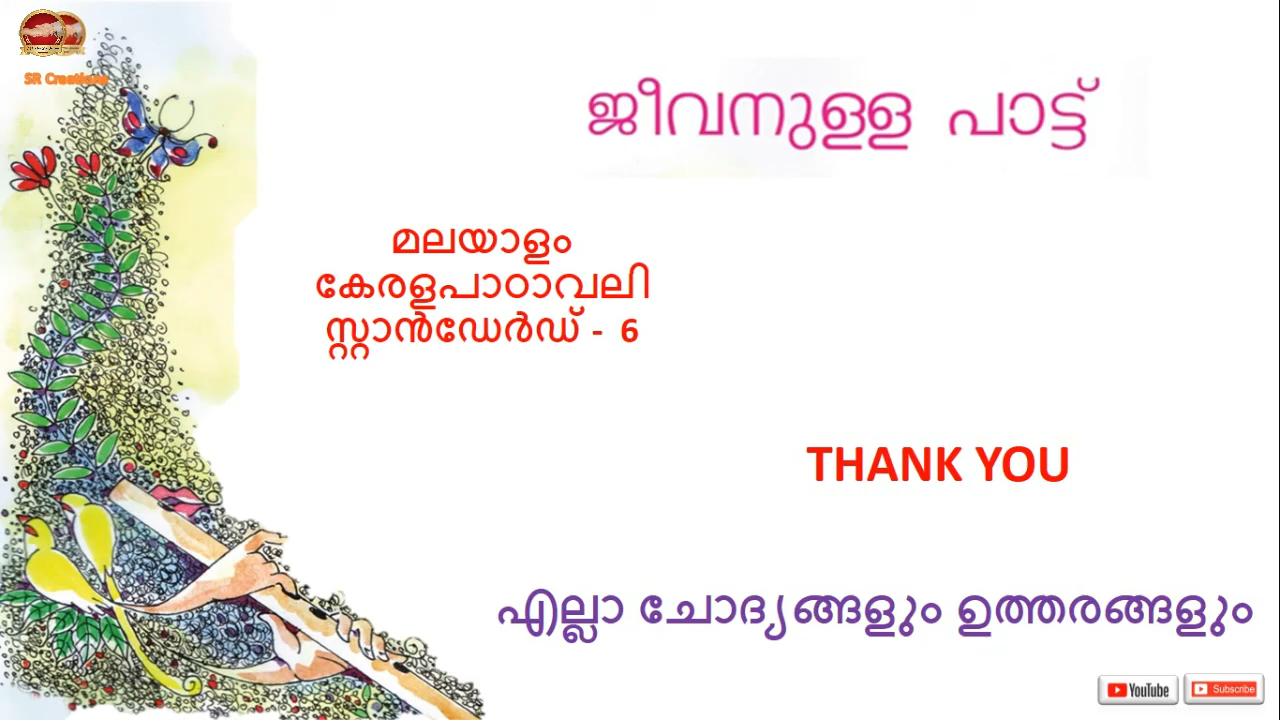 SR Creations
ജീവനുള്ള പാട്ട്
മലയാളം
കേരളപാഠാവലി
സ്റ്റാൻഡേർഡ് - 6
THANK YOU
എല്ലാ ചോദ്യങ്ങളും ഉത്തരങ്ങളും
YouTube
Subscribe